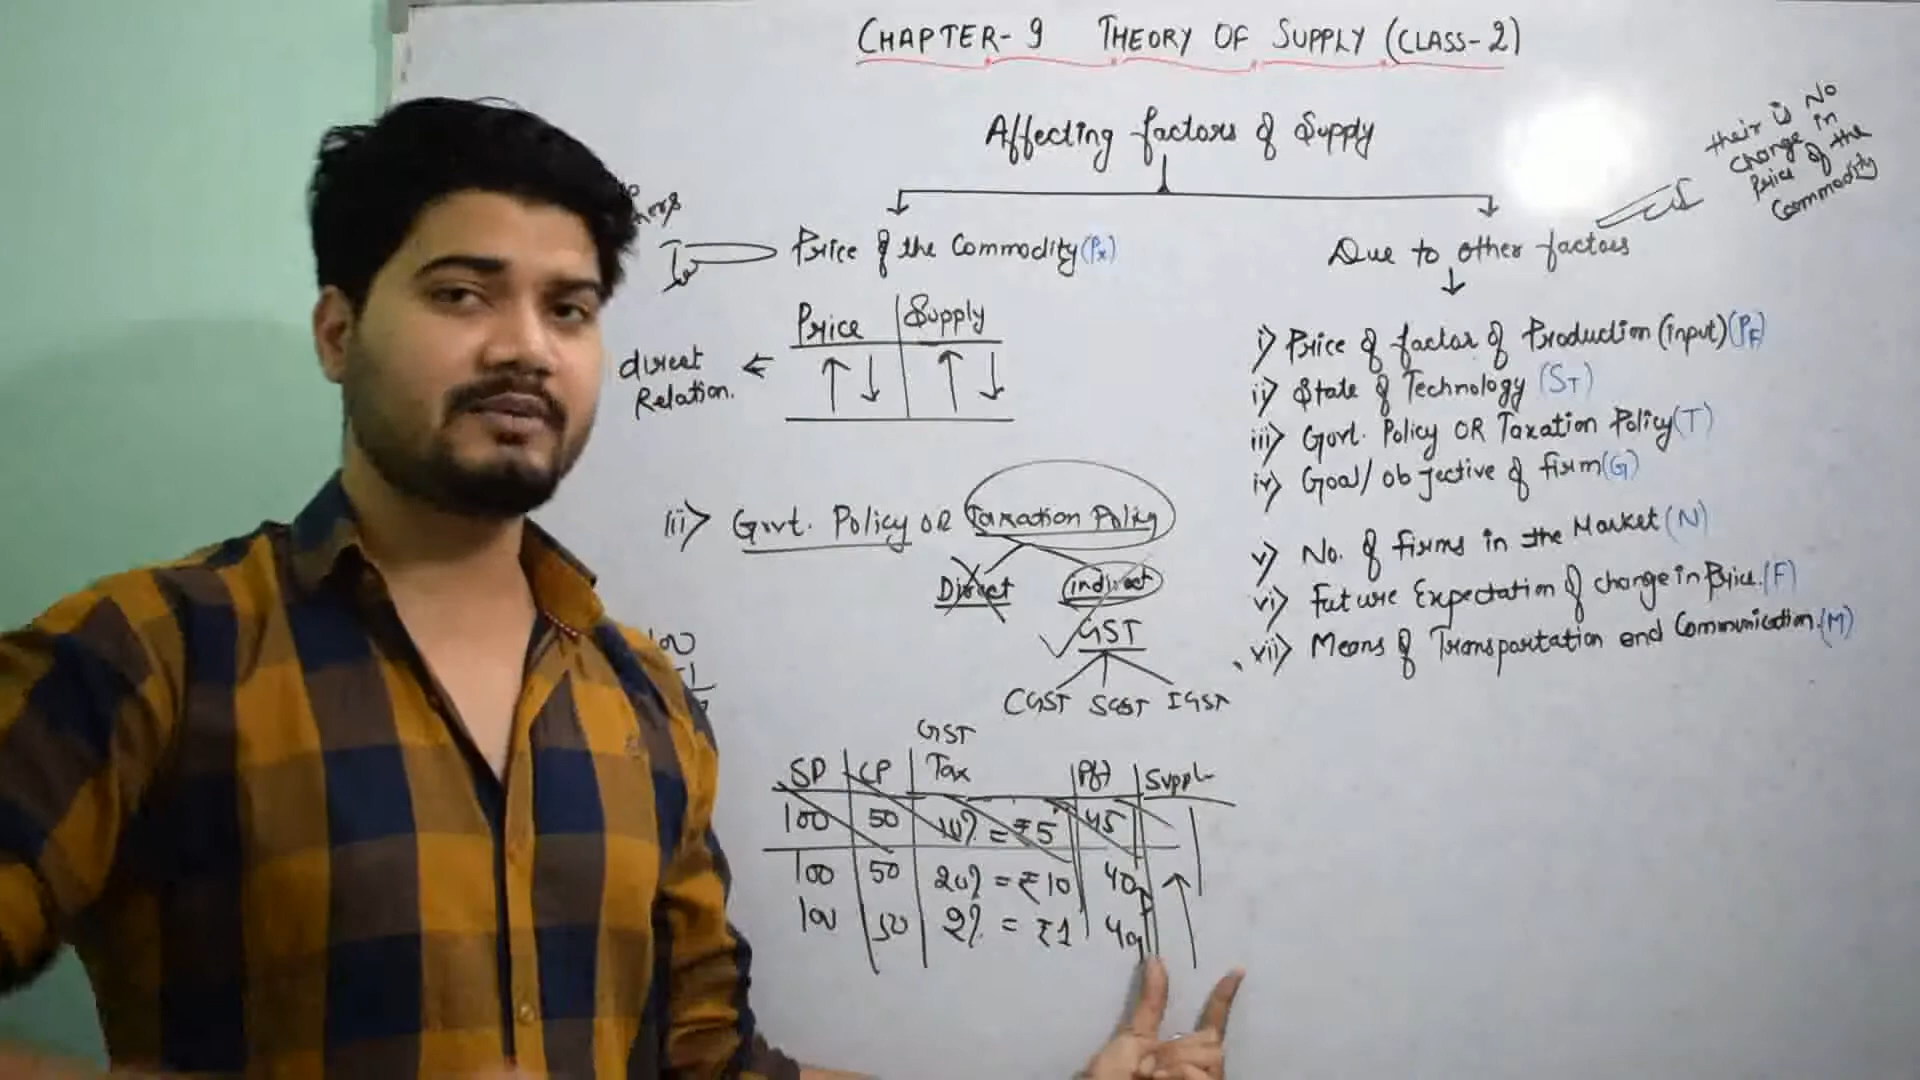 CHAPTER-9 THEORY OF SUPPLY (CLASS-2)
Affecting factors of Supply
Price of the Commodity (Px)
Price Supply
direct
Relation.
Due to other factors
their is No
change in
Price of the
Commodity
i) Price of factor of Production (input) (PF)
ii) State of Technology (ST)
iii) Govt. Policy OR Taxation Policy (T)
iv) Goal/objective of firm (G)
v) No. of firms in the Market (N)
vi) Future Expectation of change in Price. (F)
vii) Means of Transportation and Communication. (M)
iii) Govt. Policy OR Taxation Policy
Direct indirect
GST
CGST SGST IGST
GST
SP CP Tax Pft
100 50 10% = ₹5 45
100 50 20% = ₹10 40
100 50 2% = ₹1